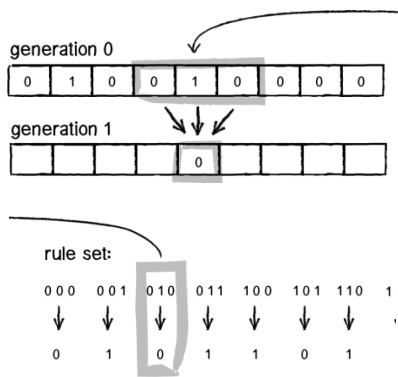 generation 0
0 1 0 0 1 0 0 0 0
generation 1
0
rule set:
000 001 010 011 100 101 110 1
0 1 0 1 1 0 1